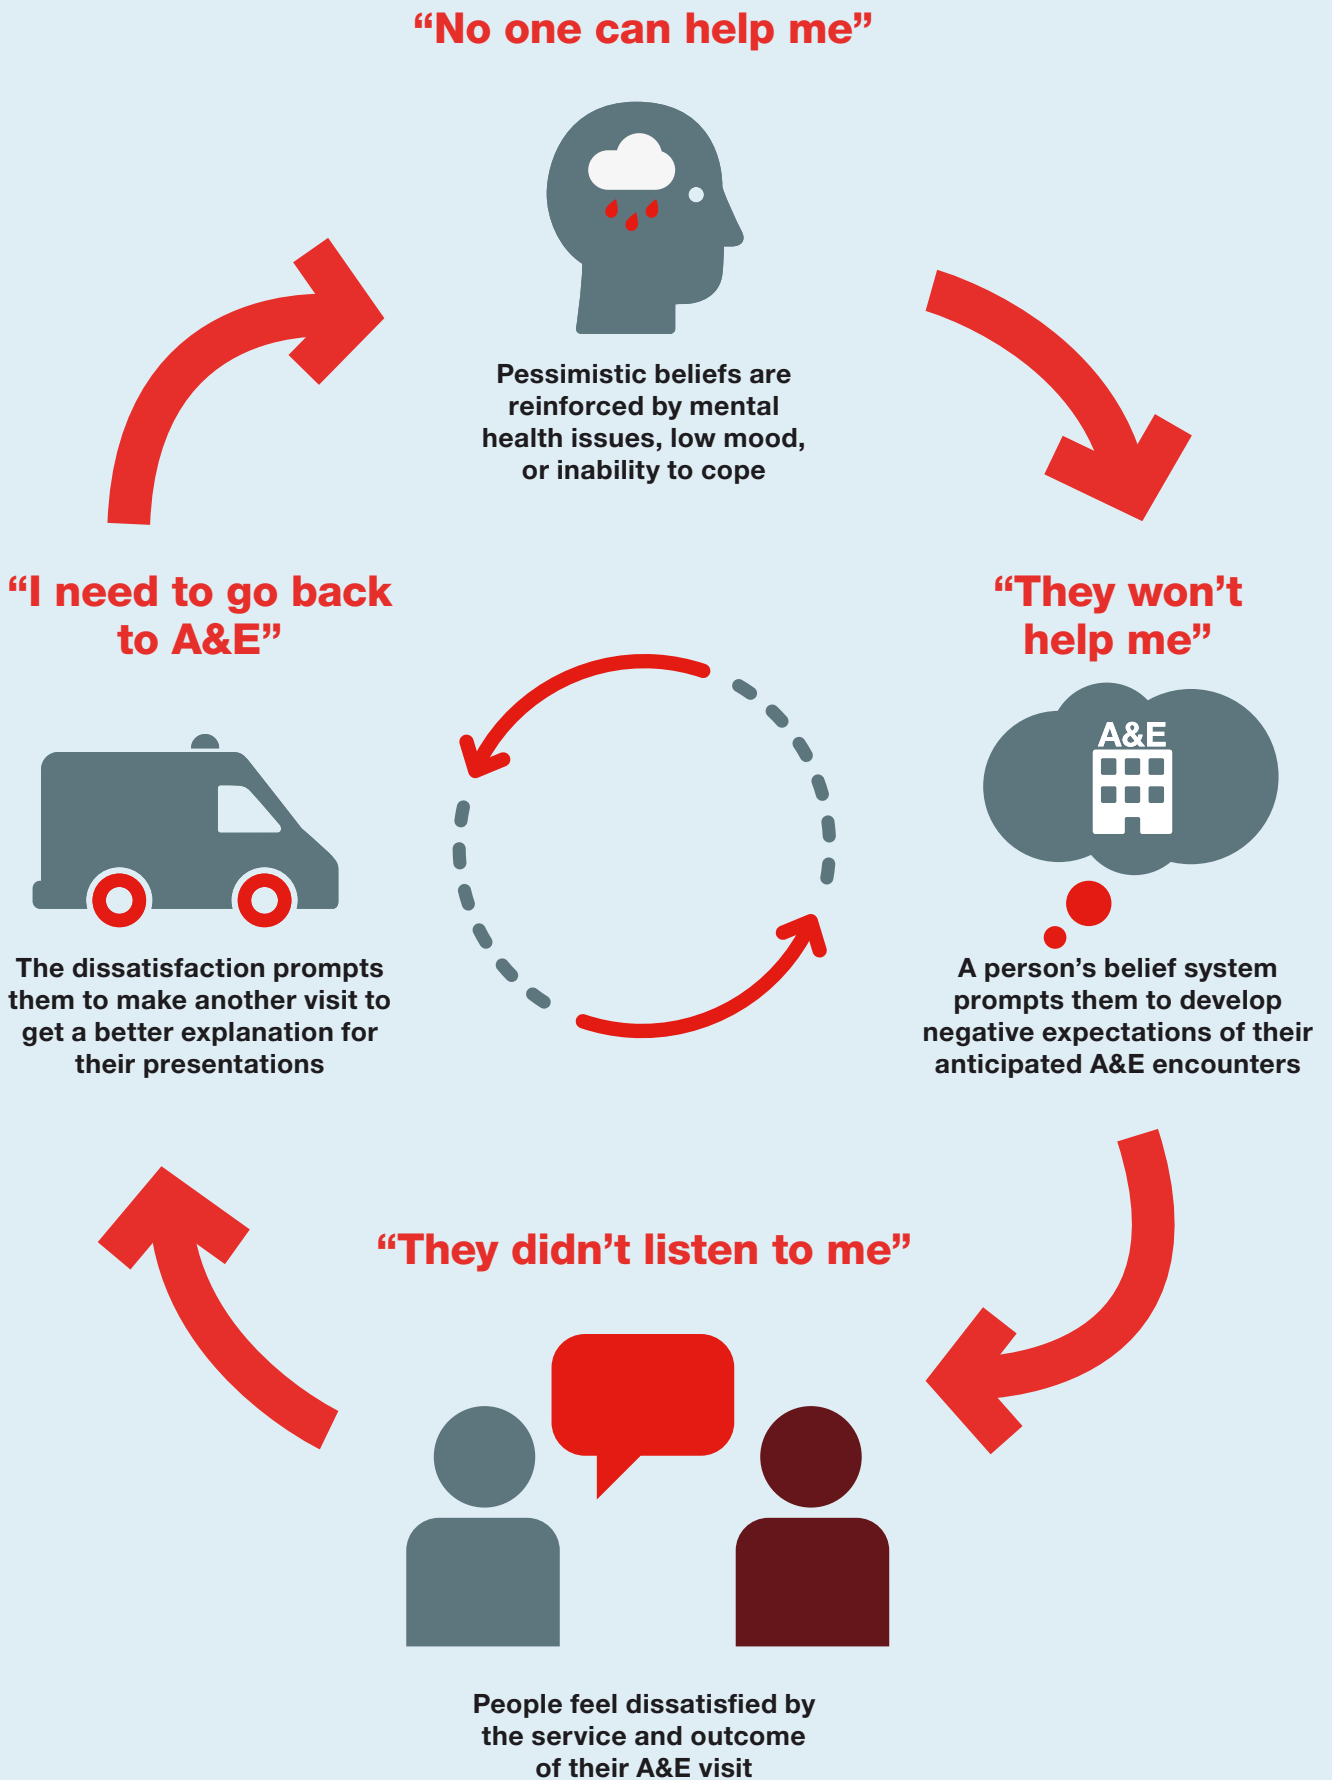 “No one can help me”
Pessimistic beliefs are
reinforced by mental
health issues, low mood,
or inability to cope
“They won’t
help me”
A&E
A person’s belief system
prompts them to develop
negative expectations of their
anticipated A&E encounters
“They didn’t listen to me”
People feel dissatisfied by
the service and outcome
of their A&E visit
“I need to go back
to A&E”
The dissatisfaction prompts
them to make another visit to
get a better explanation for
their presentations